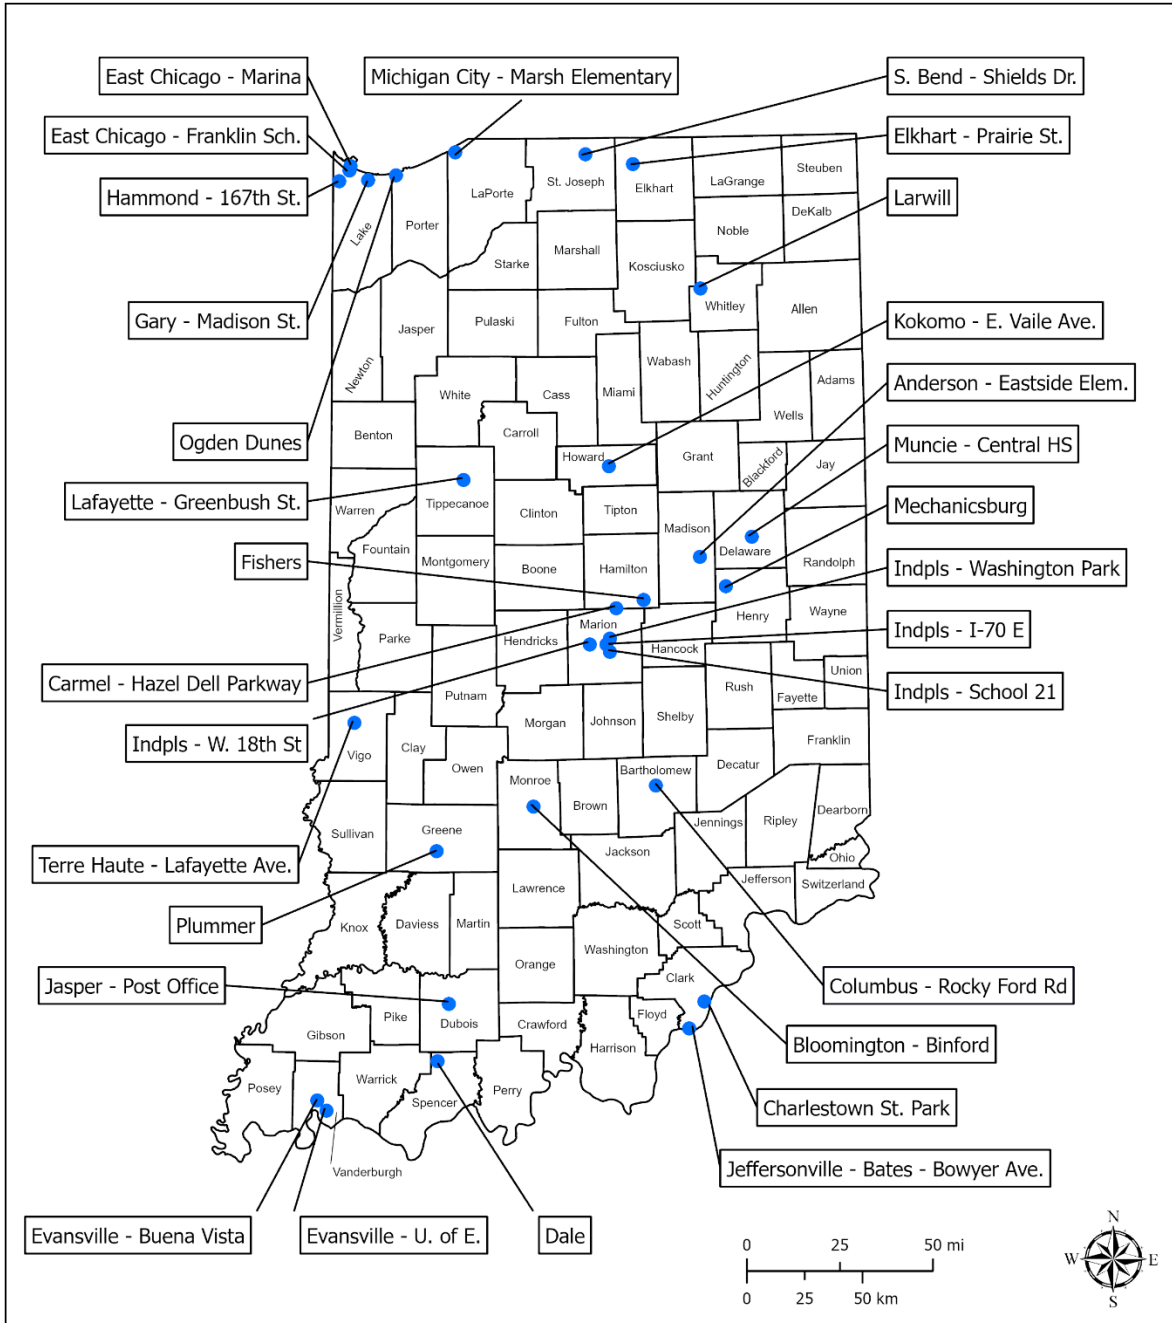 East Chicago - Marina
Michigan City - Marsh Elementary
S. Bend - Shields Dr.
East Chicago - Franklin Sch.
Elkhart - Prairie St.
Hammond - 167th St.
Larwill
Gary - Madison St.
Kokomo - E. Vaile Ave.
Anderson - Eastside Elem.
Ogden Dunes
Muncie - Central HS
Lafayette - Greenbush St.
Mechanicsburg
Fishers
Indpls - Washington Park
Indpls - I-70 E
Carmel - Hazel Dell Parkway
Indpls - School 21
Indpls - W. 18th St
Terre Haute - Lafayette Ave.
Plummer
Jasper - Post Office
Columbus - Rocky Ford Rd
Bloomington - Binford
Charlestown St. Park
Jeffersonville - Bates - Bowyer Ave.
Evansville - Buena Vista
Evansville - U. of E.
Dale
Lake
Porter
LaPorte
St. Joseph
Elkhart
LaGrange
Steuben
DeKalb
Noble
Starke
Marshall
Kosciusko
Whitley
Allen
Newton
Jasper
Pulaski
Fulton
Wabash
Huntington
Miami
Cass
White
Carroll
Benton
Wells
Adams
Howard
Grant
Blackford
Jay
Warren
Tippecanoe
Clinton
Tipton
Madison
Delaware
Randolph
Fountain
Montgomery
Boone
Hamilton
Vermillion
Parke
Hendricks
Marion
Hancock
Henry
Wayne
Putnam
Rush
Fayette
Union
Vigo
Clay
Owen
Morgan
Johnson
Shelby
Franklin
Decatur
Bartholomew
Monroe
Brown
Sullivan
Greene
Jennings
Ripley
Dearborn
Ohio
Jackson
Jefferson
Switzerland
Lawrence
Knox
Daviess
Martin
Scott
Washington
Orange
Clark
Pike
Dubois
Crawford
Floyd
Harrison
Gibson
Posey
Warrick
Spencer
Perry
Vanderburgh
0 25 50 mi
0 25 50 km
N
W E
S